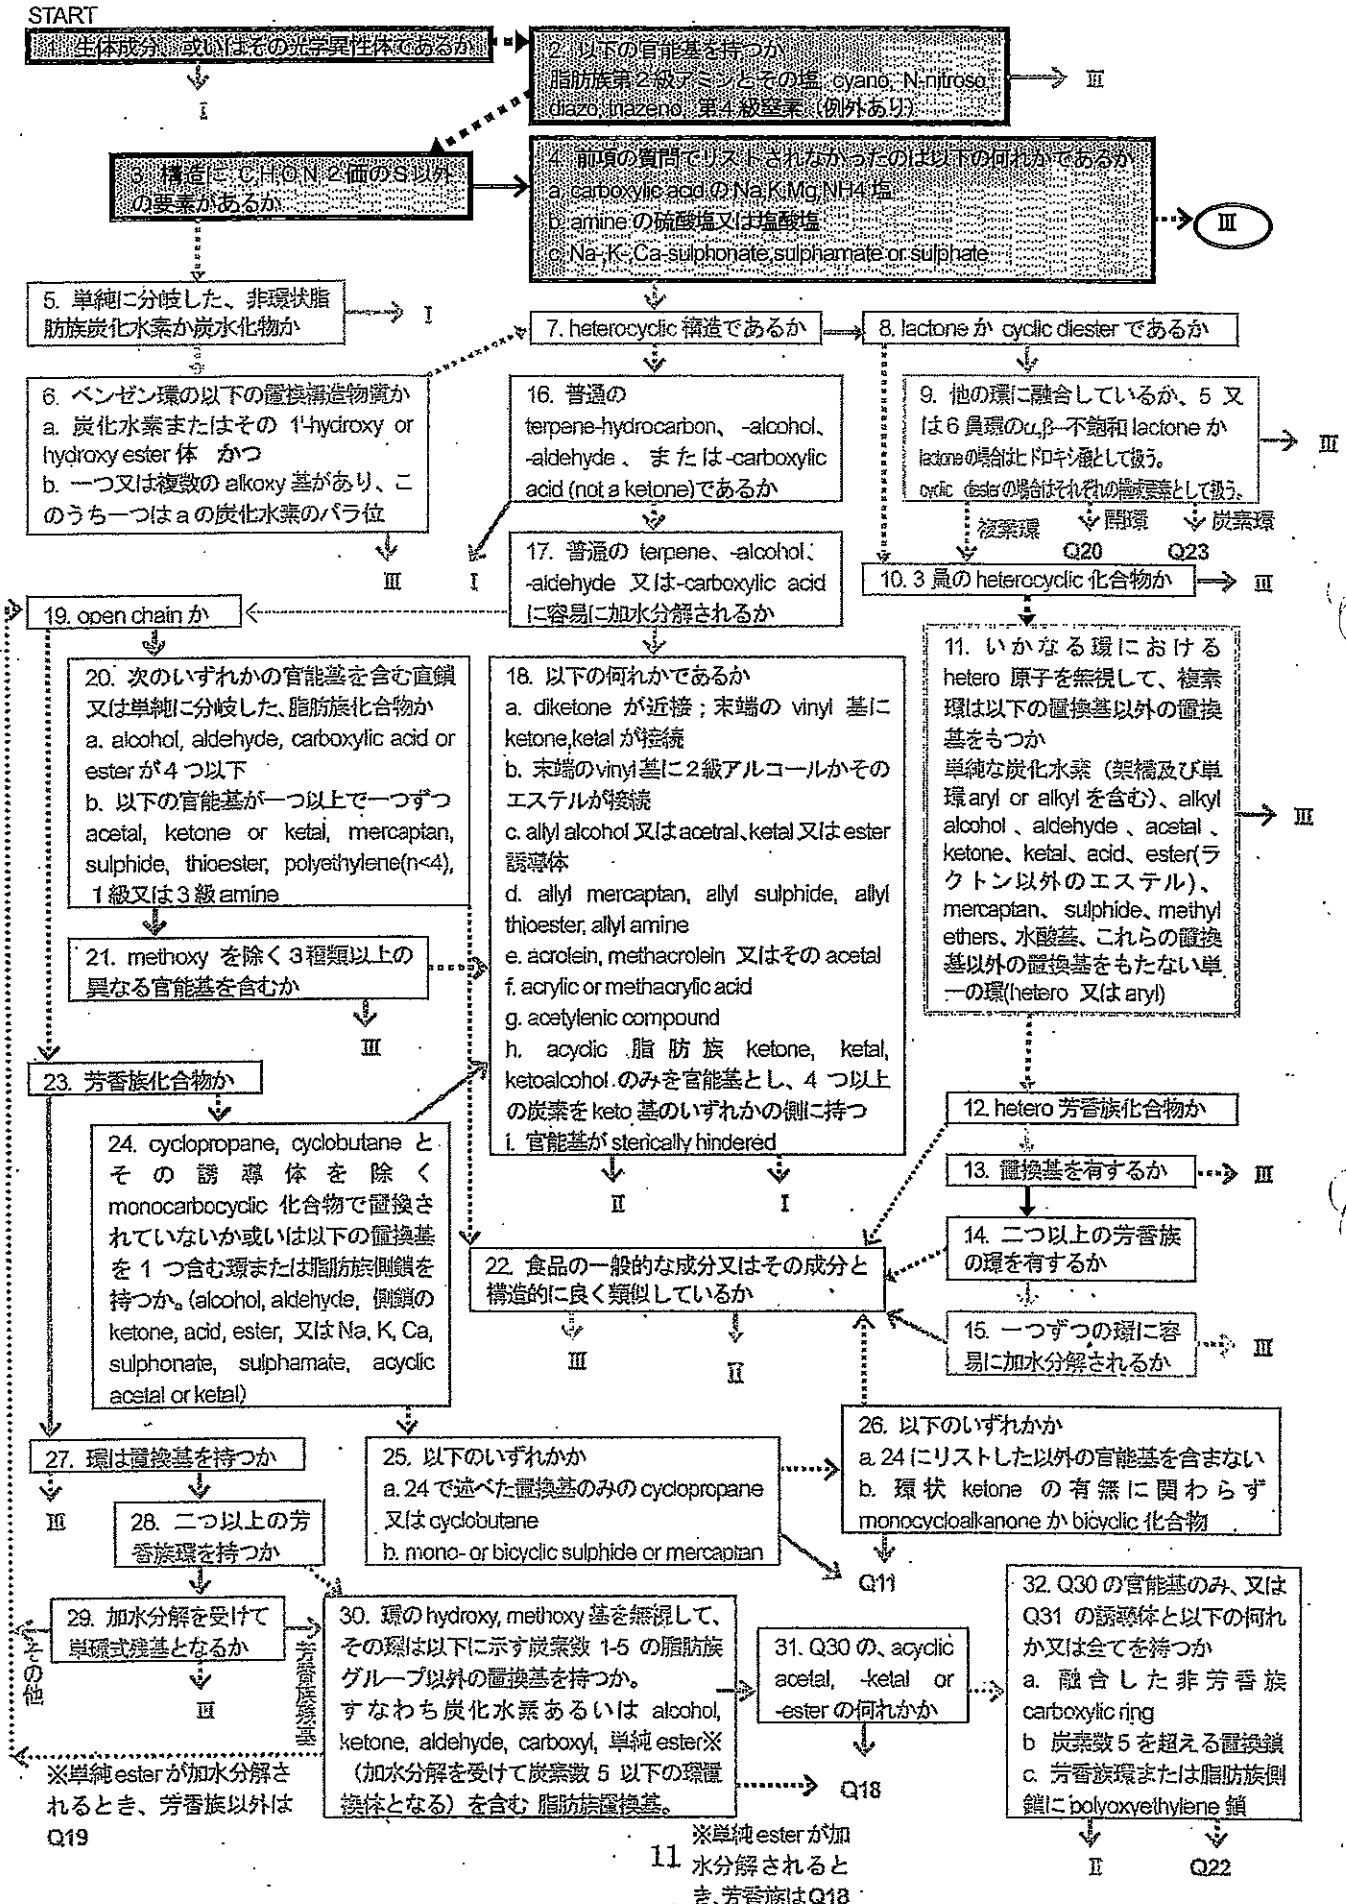 START
1. 生体成分、或いはその光学異性体であるか
I
2. 以下の官能基を持つか
脂肪族第2級アミンとその塩, cyano, N-nitroso,
diazo, triazeno, 第4級窒素（例外あり）
III
3. 構造に C,H,O,N, 2価のS以外
の要素があるか
4. 前項の質問でリストされなかったのは以下の何れかであるか
a. carboxylic acid の Na,K,Mg,NH4 塩
b. amine の硫酸塩又は塩酸塩
c. Na-,K-,Ca-sulphonate,sulphamate or sulphate
III
5. 単純に分岐した、非環状脂
肪族炭化水素か炭水化物か
I
7. heterocyclic 構造であるか
8. lactone か cyclic diester であるか
6. ベンゼン環の以下の置換構造物質か
a. 炭化水素またはその 1'-hydroxy or
hydroxy ester 体 かつ
b. 一つ又は複数の alkoxy 基があり、こ
のうち一つは a の炭化水素のパラ位
III
16. 普通の
terpene-hydrocarbon、-alcohol、
-aldehyde 、または-carboxylic
acid (not a ketone)であるか
I
9. 他の環に融合しているか、5 又
は 6 員環のα,β-不飽和 lactone か
lactoneの場合はヒドロキシ酸として扱う。
cyclic diesterの場合はそれぞれの構成要素として扱う。
III
複素環
開環
炭素環
Q20
Q23
17. 普通の terpene、-alcohol、
-aldehyde 又は-carboxylic acid
に容易に加水分解されるか
10. 3 員の heterocyclic 化合物か
III
19. open chain か
11. いかなる環における
hetero 原子を無視して、複素
環は以下の置換基以外の置換
基をもつか
単純な炭化水素（架橋及び単
環 aryl or alkyl を含む）、alkyl
alcohol 、aldehyde 、acetal 、
ketone、ketal、acid、ester(ラ
クトン以外のエステル)、
mercaptan、 sulphide、methyl
ethers、水酸基、これらの置換
基以外の置換基をもたない単
一の環(hetero 又は aryl)
III
20. 次のいずれかの官能基を含む直鎖
又は単純に分岐した、脂肪族化合物か
a. alcohol, aldehyde, carboxylic acid or
ester が 4 つ以下
b. 以下の官能基が一つ以上で一つずつ
acetal, ketone or ketal, mercaptan,
sulphide, thioester, polyethylene(n<4),
1 級又は 3 級 amine
18. 以下の何れかであるか
a. diketone が近接；末端の vinyl 基に
ketone,ketal が接続
b. 末端のvinyl基に2級アルコールかその
エステルが接続
c. allyl alcohol 又は acetral、ketal 又は ester
誘導体
d. allyl mercaptan, allyl sulphide, allyl
thioester, allyl amine
e. acrolein, methacrolein 又はその acetal
f. acrylic or methacrylic acid
g. acetylenic compound
h. acyclic 脂肪族 ketone, ketal,
ketoalcohol のみを官能基とし、4 つ以上
の炭素を keto 基のいずれかの側に持つ
i. 官能基が sterically hindered
II
I
21. methoxy を除く 3 種類以上の
異なる官能基を含むか
III
23. 芳香族化合物か
12. hetero 芳香族化合物か
13. 置換基を有するか
III
24. cyclopropane, cyclobutane と
その誘導体を除く
monocarbocyclic 化合物で置換さ
れていないか或いは以下の置換基
を 1 つ含む環または脂肪族側鎖を
持つか。(alcohol, aldehyde, 側鎖の
ketone, acid, ester, 又は Na, K, Ca,
sulphonate, sulphamate, acyclic
acetal or ketal)
14. 二つ以上の芳香族
の環を有するか
22. 食品の一般的な成分又はその成分と
構造的に良く類似しているか
III
II
15. 一つずつの環に容
易に加水分解されるか
III
27. 環は置換基を持つか
III
25. 以下のいずれかか
a. 24 で述べた置換基のみの cyclopropane
又は cyclobutane
b. mono- or bicyclic sulphide or mercaptan
26. 以下のいずれかか
a. 24 にリストした以外の官能基を含まない
b. 環状 ketone の有無に関わらず
monocycloalkanone か bicyclic 化合物
Q11
28. 二つ以上の芳
香族環を持つか
29. 加水分解を受けて
単環式残基となるか
その他
芳香族残基
III
30. 環の hydroxy, methoxy 基を無視して、
その環は以下に示す炭素数 1-5 の脂肪族
グループ以外の置換基を持つか。
すなわち炭化水素あるいは alcohol,
ketone, aldehyde, carboxyl, 単純 ester※
（加水分解を受けて炭素数 5 以下の環置
換体となる）を含む 脂肪族置換基。
31. Q30 の、acyclic
acetal, -ketal or
-ester の何れかか
Q18
32. Q30 の官能基のみ、又は
Q31 の誘導体と以下の何れ
か又は全てを持つか
a. 融合した非芳香族
carboxylic ring
b 炭素数 5 を超える置換鎖
c. 芳香族環または脂肪族側
鎖に polyoxyethylene 鎖
II
Q22
※単純 ester が加水分解さ
れるとき、芳香族以外は
Q19
※単純 ester が加
水分解されると
き、芳香族は Q18
11